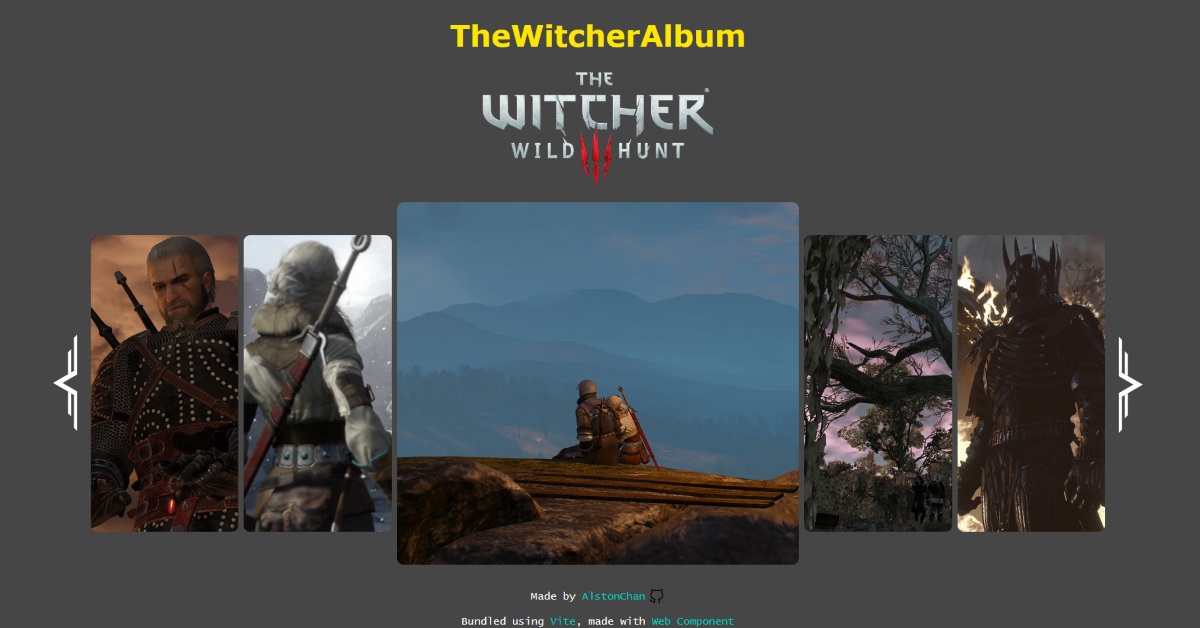 TheWitcherAlbum
THE
WITCHER®
WILD HUNT
Made by AlstonChan
Bundled using Vite, made with Web Component